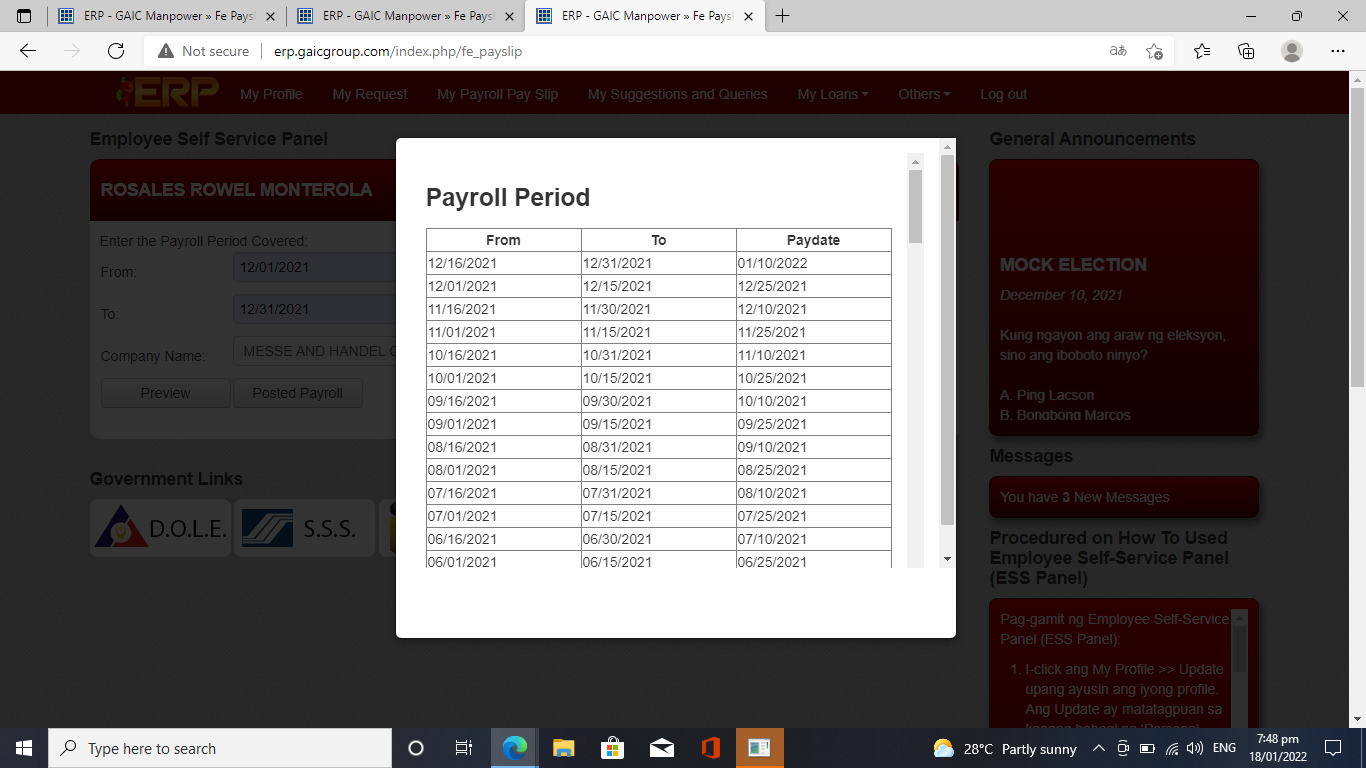 ERP - GAIC Manpower » Fe Paysl
ERP - GAIC Manpower » Fe Paysl
ERP - GAIC Manpower » Fe Paysl
Not secure
erp.gaicgroup.com/index.php/fe_payslip
ERP
My Profile
My Request
My Payroll Pay Slip
My Suggestions and Queries
My Loans
Others
Log out
Employee Self Service Panel
ROSALES ROWEL MONTEROLA
Enter the Payroll Period Covered:
From: 12/01/2021
To: 12/31/2021
Company Name: MESSE AND HANDEL
Preview
Posted Payroll
Government Links
D.O.L.E.
S.S.S.
Payroll Period
From To Paydate
12/16/2021 12/31/2021 01/10/2022
12/01/2021 12/15/2021 12/25/2021
11/16/2021 11/30/2021 12/10/2021
11/01/2021 11/15/2021 11/25/2021
10/16/2021 10/31/2021 11/10/2021
10/01/2021 10/15/2021 10/25/2021
09/16/2021 09/30/2021 10/10/2021
09/01/2021 09/15/2021 09/25/2021
08/16/2021 08/31/2021 09/10/2021
08/01/2021 08/15/2021 08/25/2021
07/16/2021 07/31/2021 08/10/2021
07/01/2021 07/15/2021 07/25/2021
06/16/2021 06/30/2021 07/10/2021
06/01/2021 06/15/2021 06/25/2021
General Announcements
MOCK ELECTION
December 10, 2021
Kung ngayon ang araw ng eleksyon,
sino ang iboboto ninyo?
A. Ping Lacson
B. Bongbong Marcos
Messages
You have 3 New Messages
Procedured on How To Used
Employee Self-Service Panel
(ESS Panel)
Pag-gamit ng Employee Self-Service
Panel (ESS Panel):
1. I-click ang My Profile >> Update
upang ayusin ang iyong profile.
Ang Update ay matatagpuan sa
Type here to search
28°C Partly sunny
ENG
7:48 pm
18/01/2022